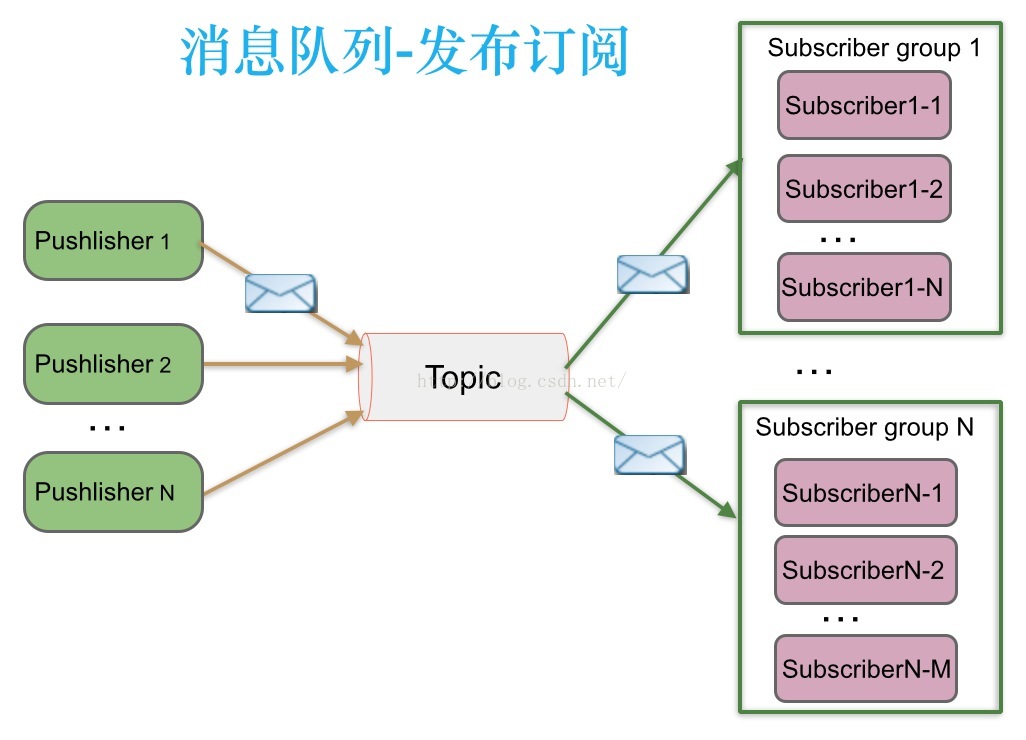 消息队列-发布订阅
Pushlisher 1
Pushlisher 2
...
Pushlisher N
Topic
http://blog.csdn.net/
Subscriber group 1
Subscriber1-1
Subscriber1-2
...
Subscriber1-N
...
Subscriber group N
SubscriberN-1
SubscriberN-2
...
SubscriberN-M